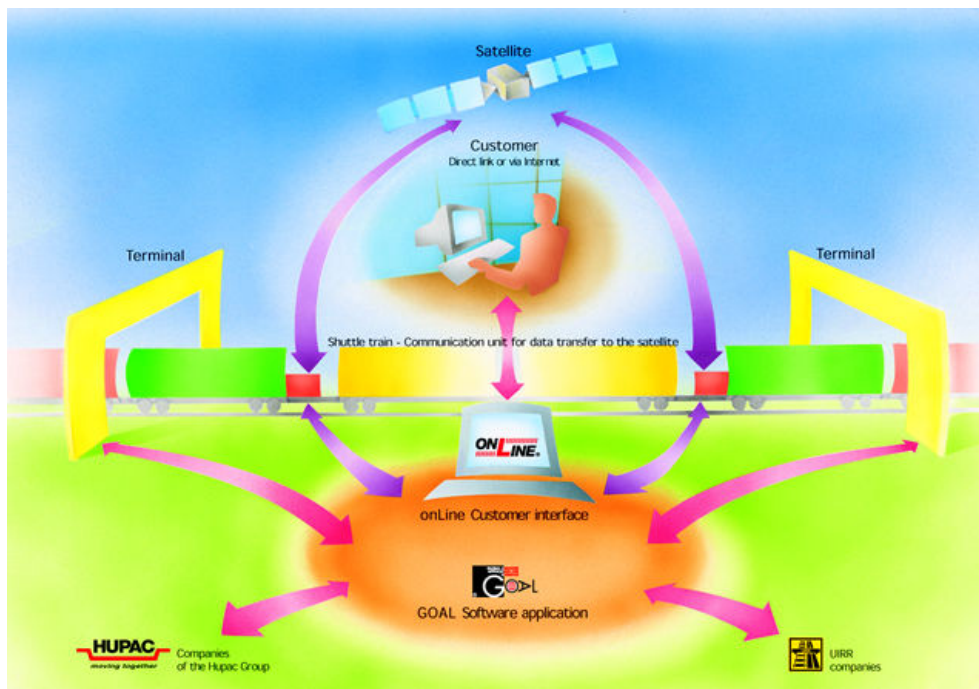 Satellite
Customer
Direct link or via Internet
Terminal
Terminal
Shuttle train - Communication unit for data transfer to the satellite
ONLINE®
onLine Customer interface
GOAL
GOAL Software application
HUPAC
moving together
Companies
of the Hupac Group
UIRR
companies